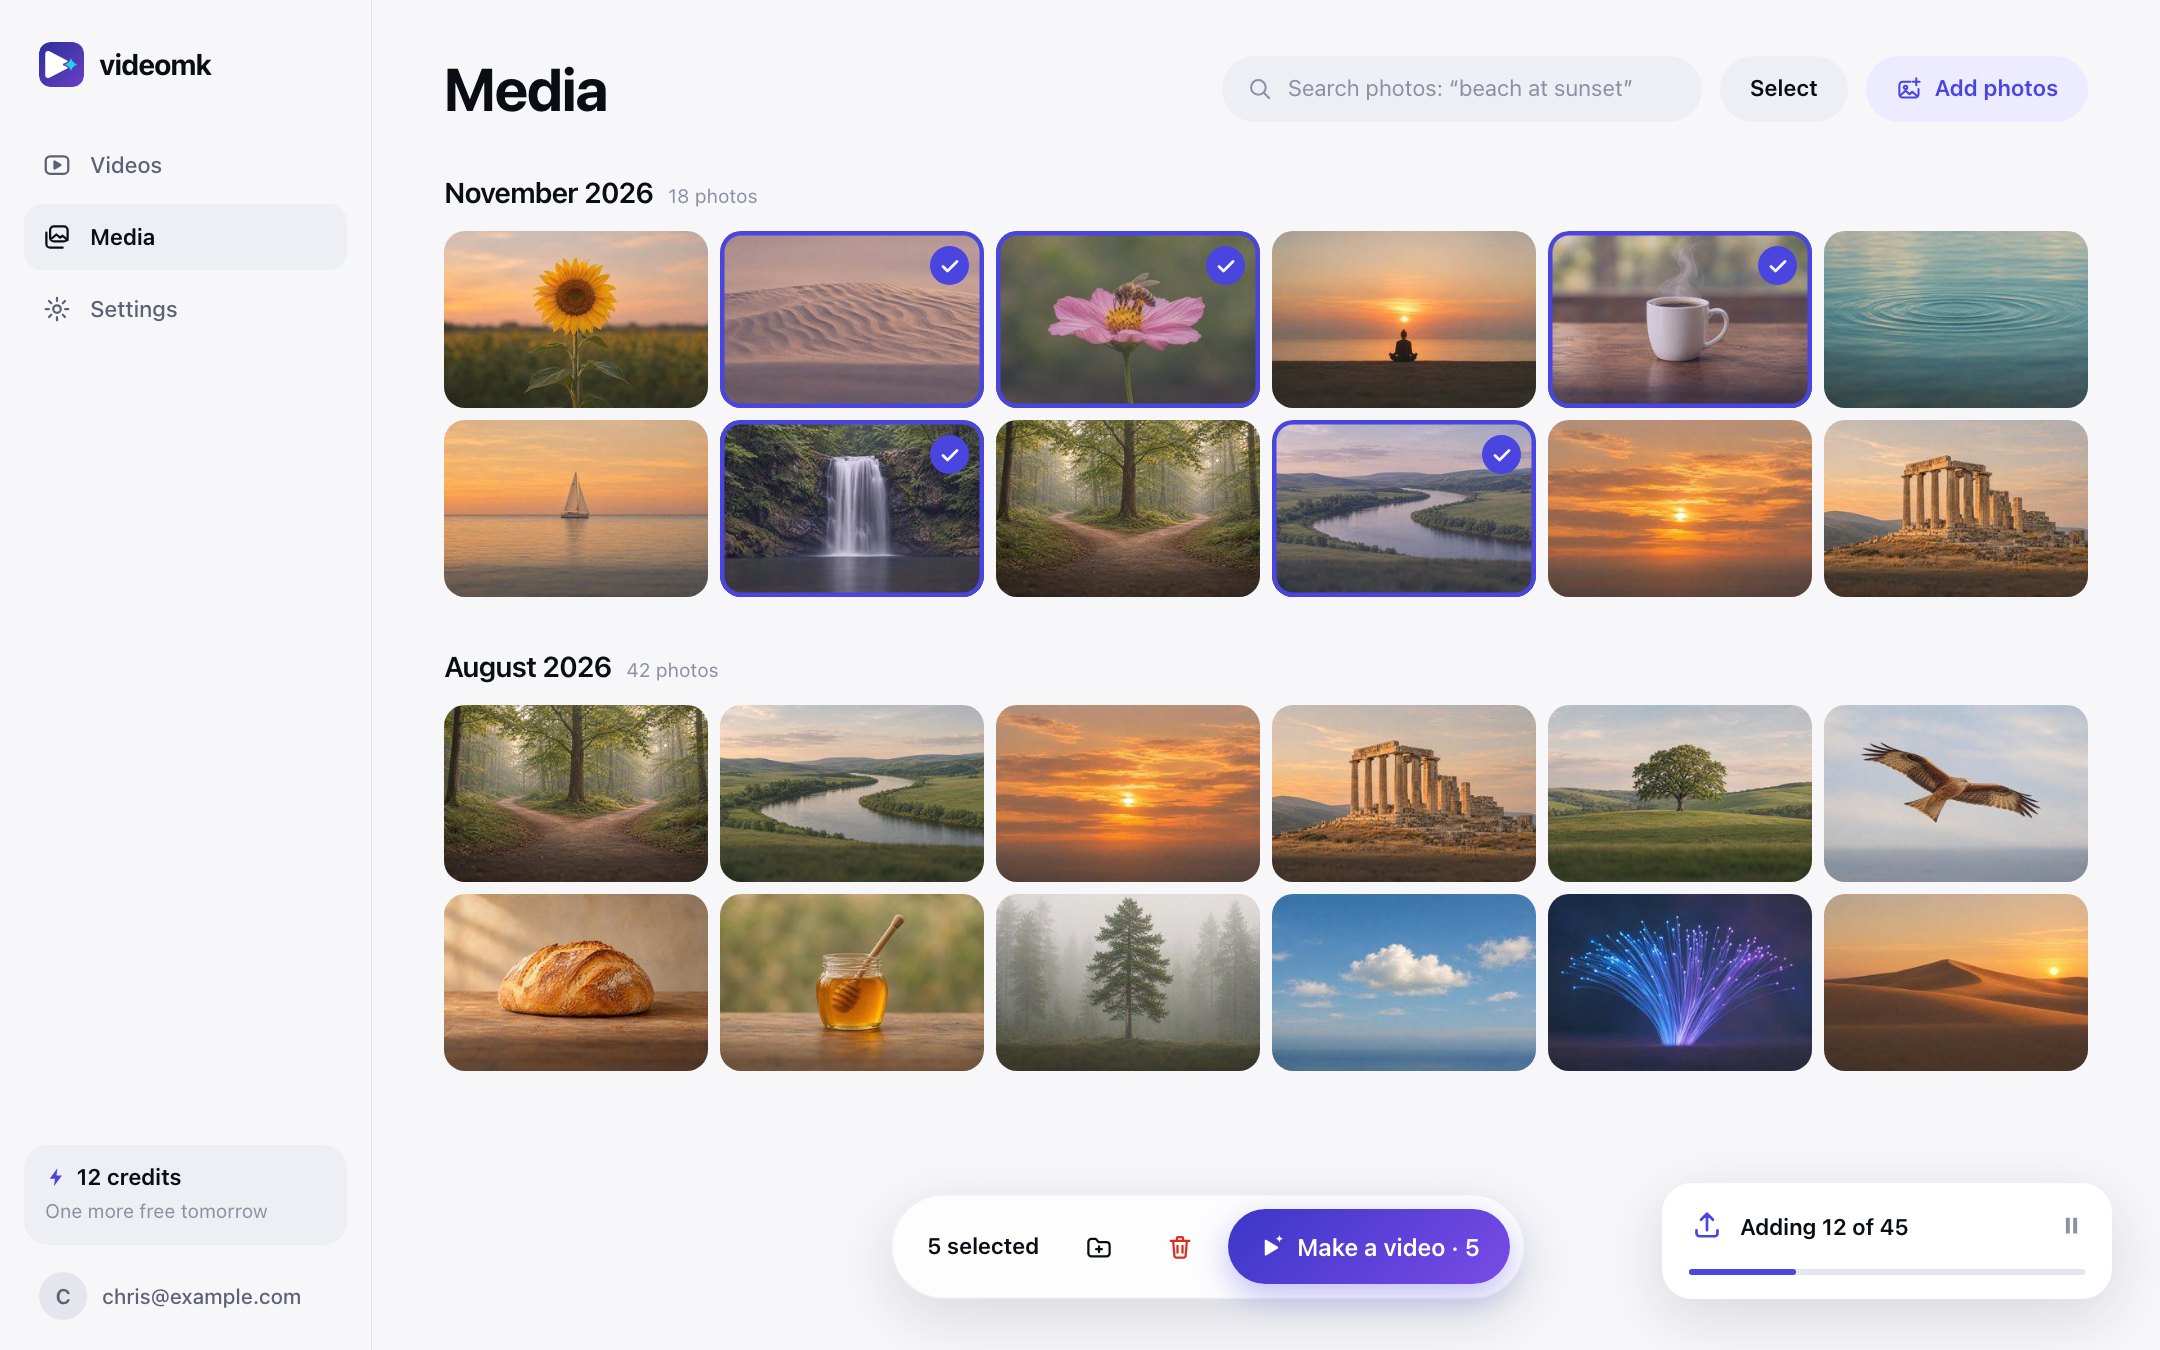 videomk
Videos
Media
Settings
12 credits
One more free tomorrow
C
chris@example.com
Media
Search photos: “beach at sunset”
Select
Add photos
November 2026
18 photos
August 2026
42 photos
5 selected
Make a video · 5
Adding 12 of 45